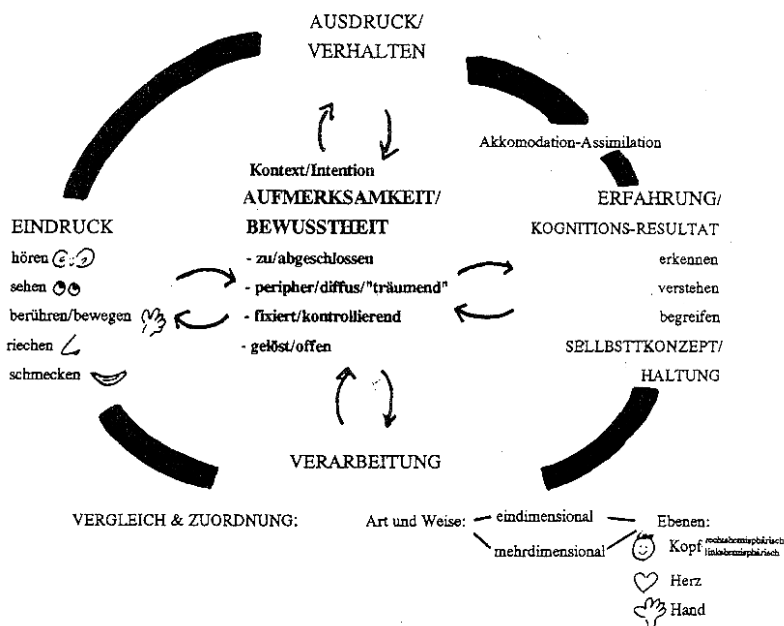 AUSDRUCK/
VERHALTEN
Akkomodation-Assimilation
Kontext/Intention
AUFMERKSAMKEIT/
BEWUSSTHEIT
- zu/abgeschlossen
- peripher/diffus/"träumend"
- fixiert/kontrollierend
- gelöst/offen
EINDRUCK
hören
sehen
berühren/bewegen
riechen
schmecken
ERFAHRUNG/
KOGNITIONS-RESULTAT
erkennen
verstehen
begreifen
SELLBSTTKONZEPT/
HALTUNG
VERARBEITUNG
VERGLEICH & ZUORDNUNG:
Art und Weise:
eindimensional
mehrdimensional
Ebenen:
Kopf
rechtshemisphärisch
linkshemisphärisch
Herz
Hand